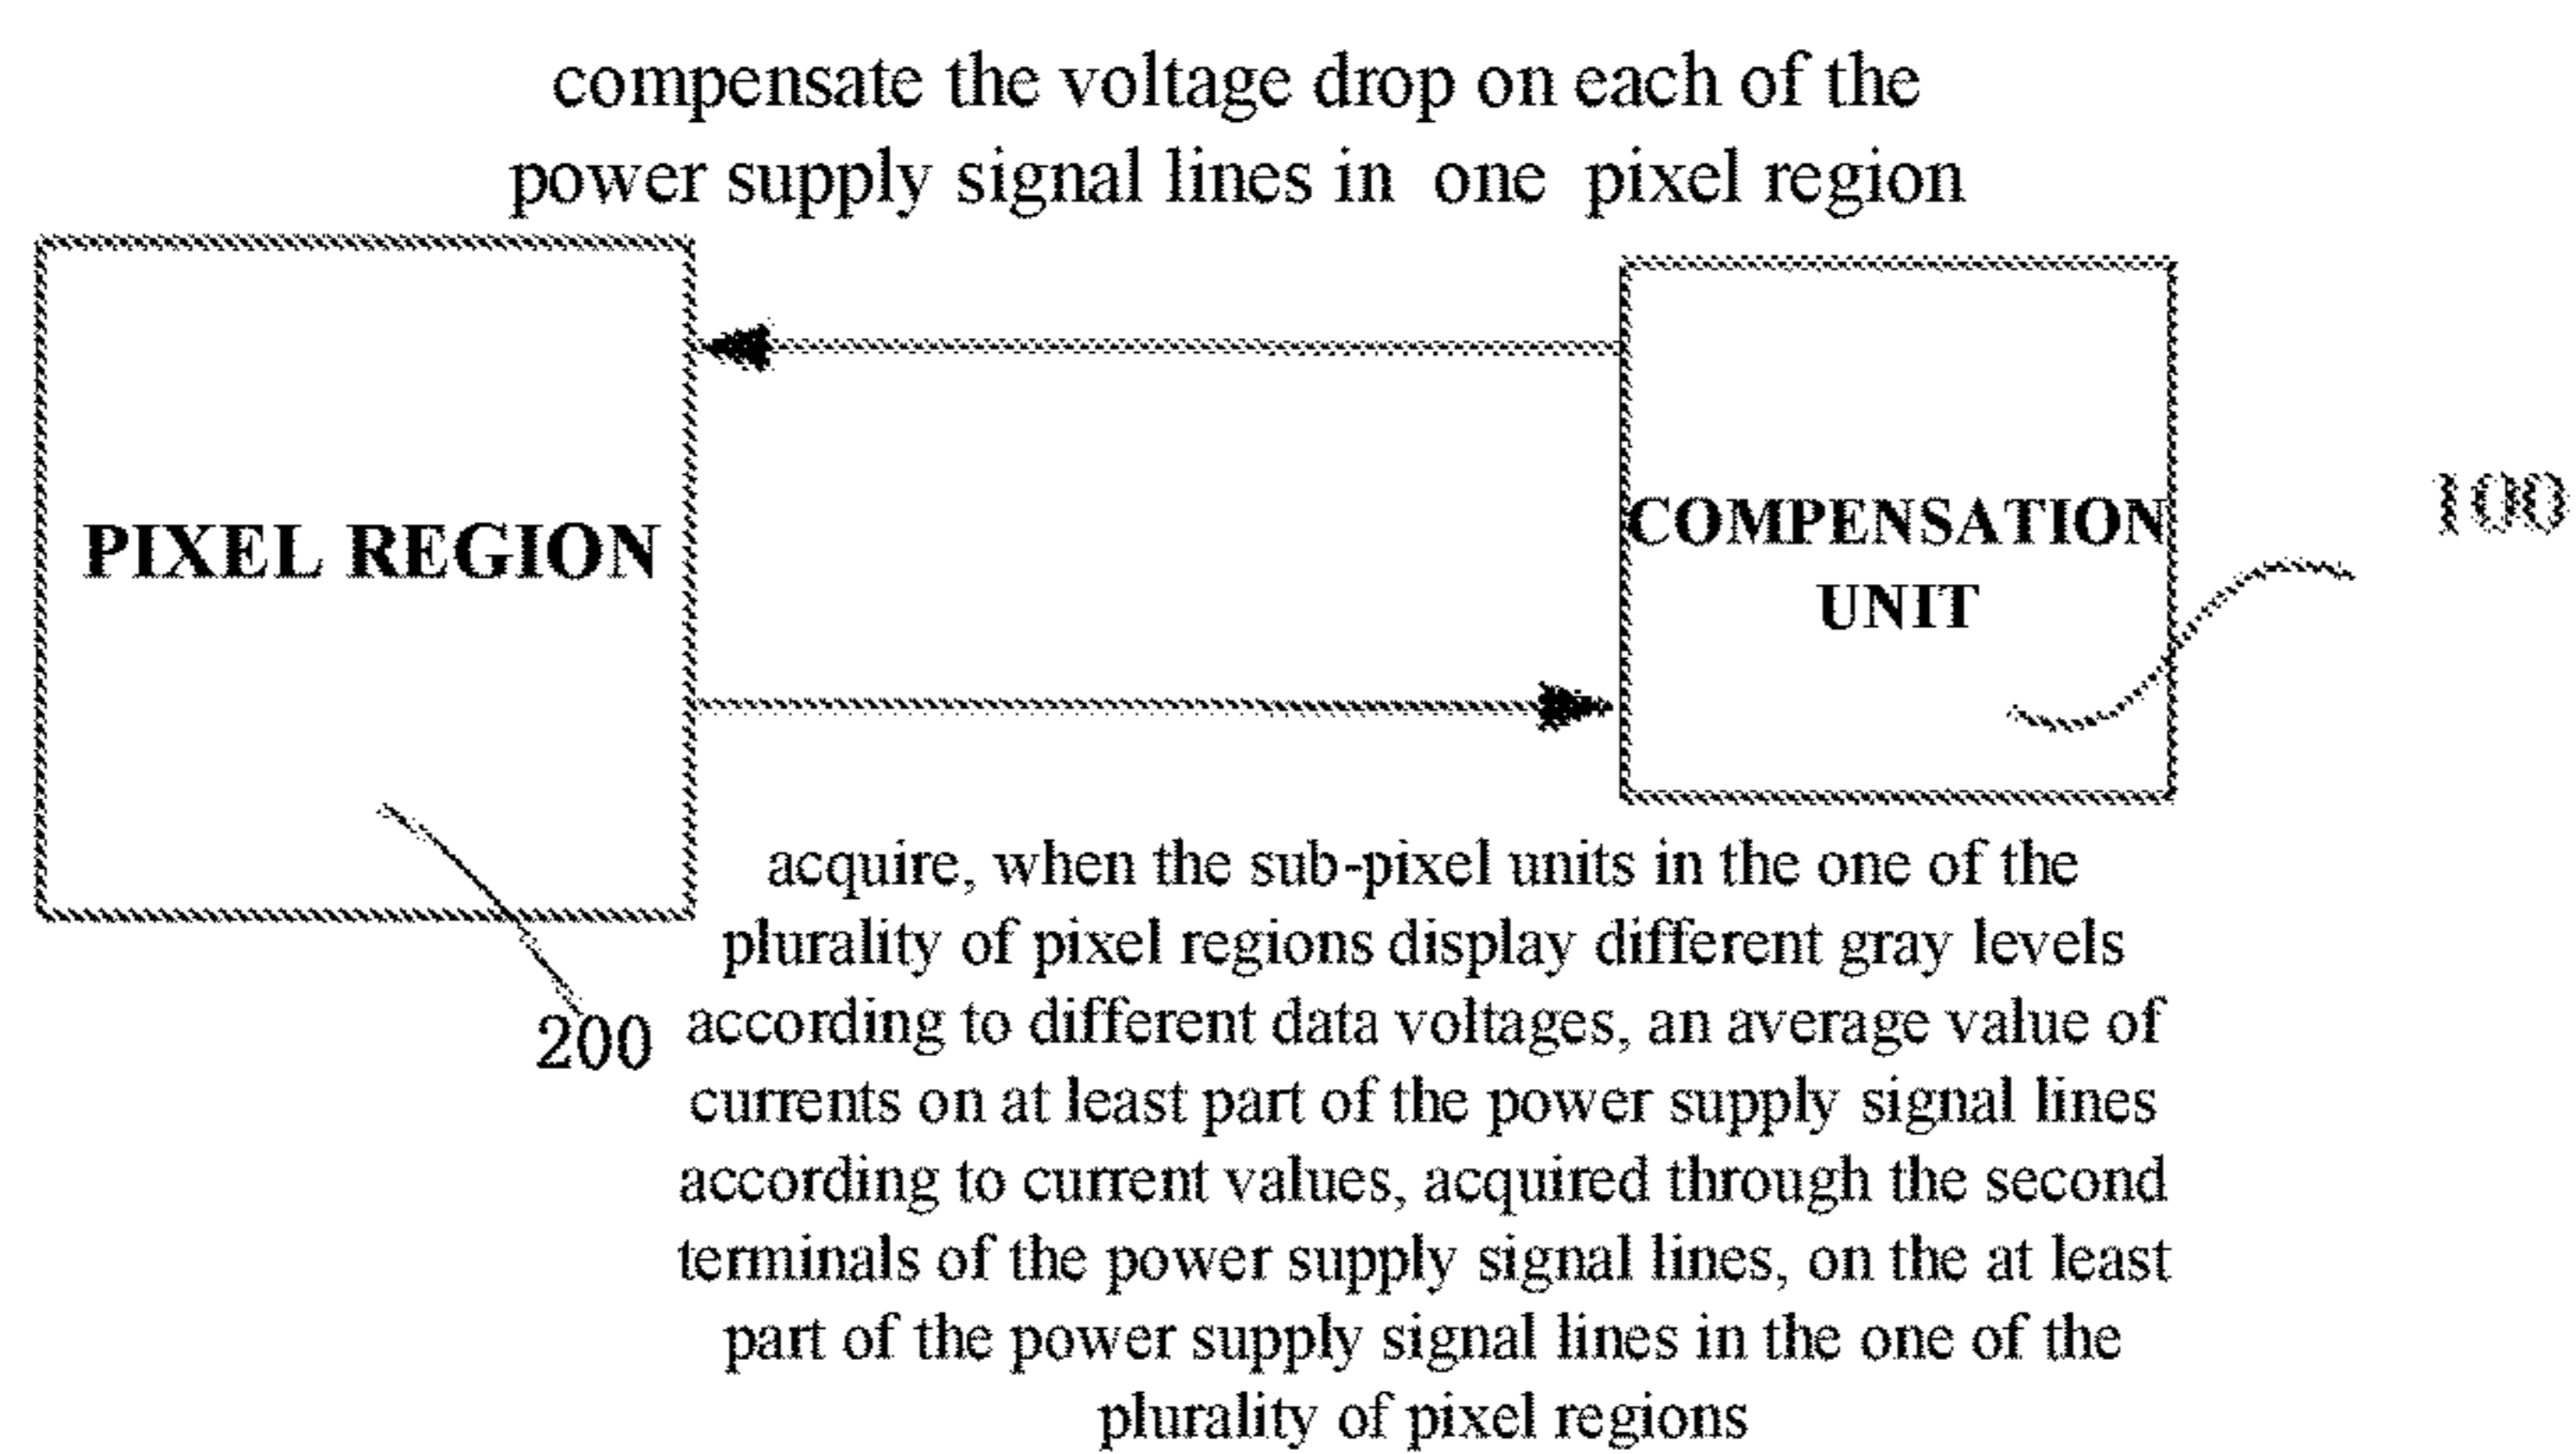 compensate the voltage drop on each of the
power supply signal lines in one pixel region
PIXEL REGION
COMPENSATION
UNIT
100
200
acquire, when the sub-pixel units in the one of the
plurality of pixel regions display different gray levels
according to different data voltages, an average value of
currents on at least part of the power supply signal lines
according to current values, acquired through the second
terminals of the power supply signal lines, on the at least
part of the power supply signal lines in the one of the
plurality of pixel regions